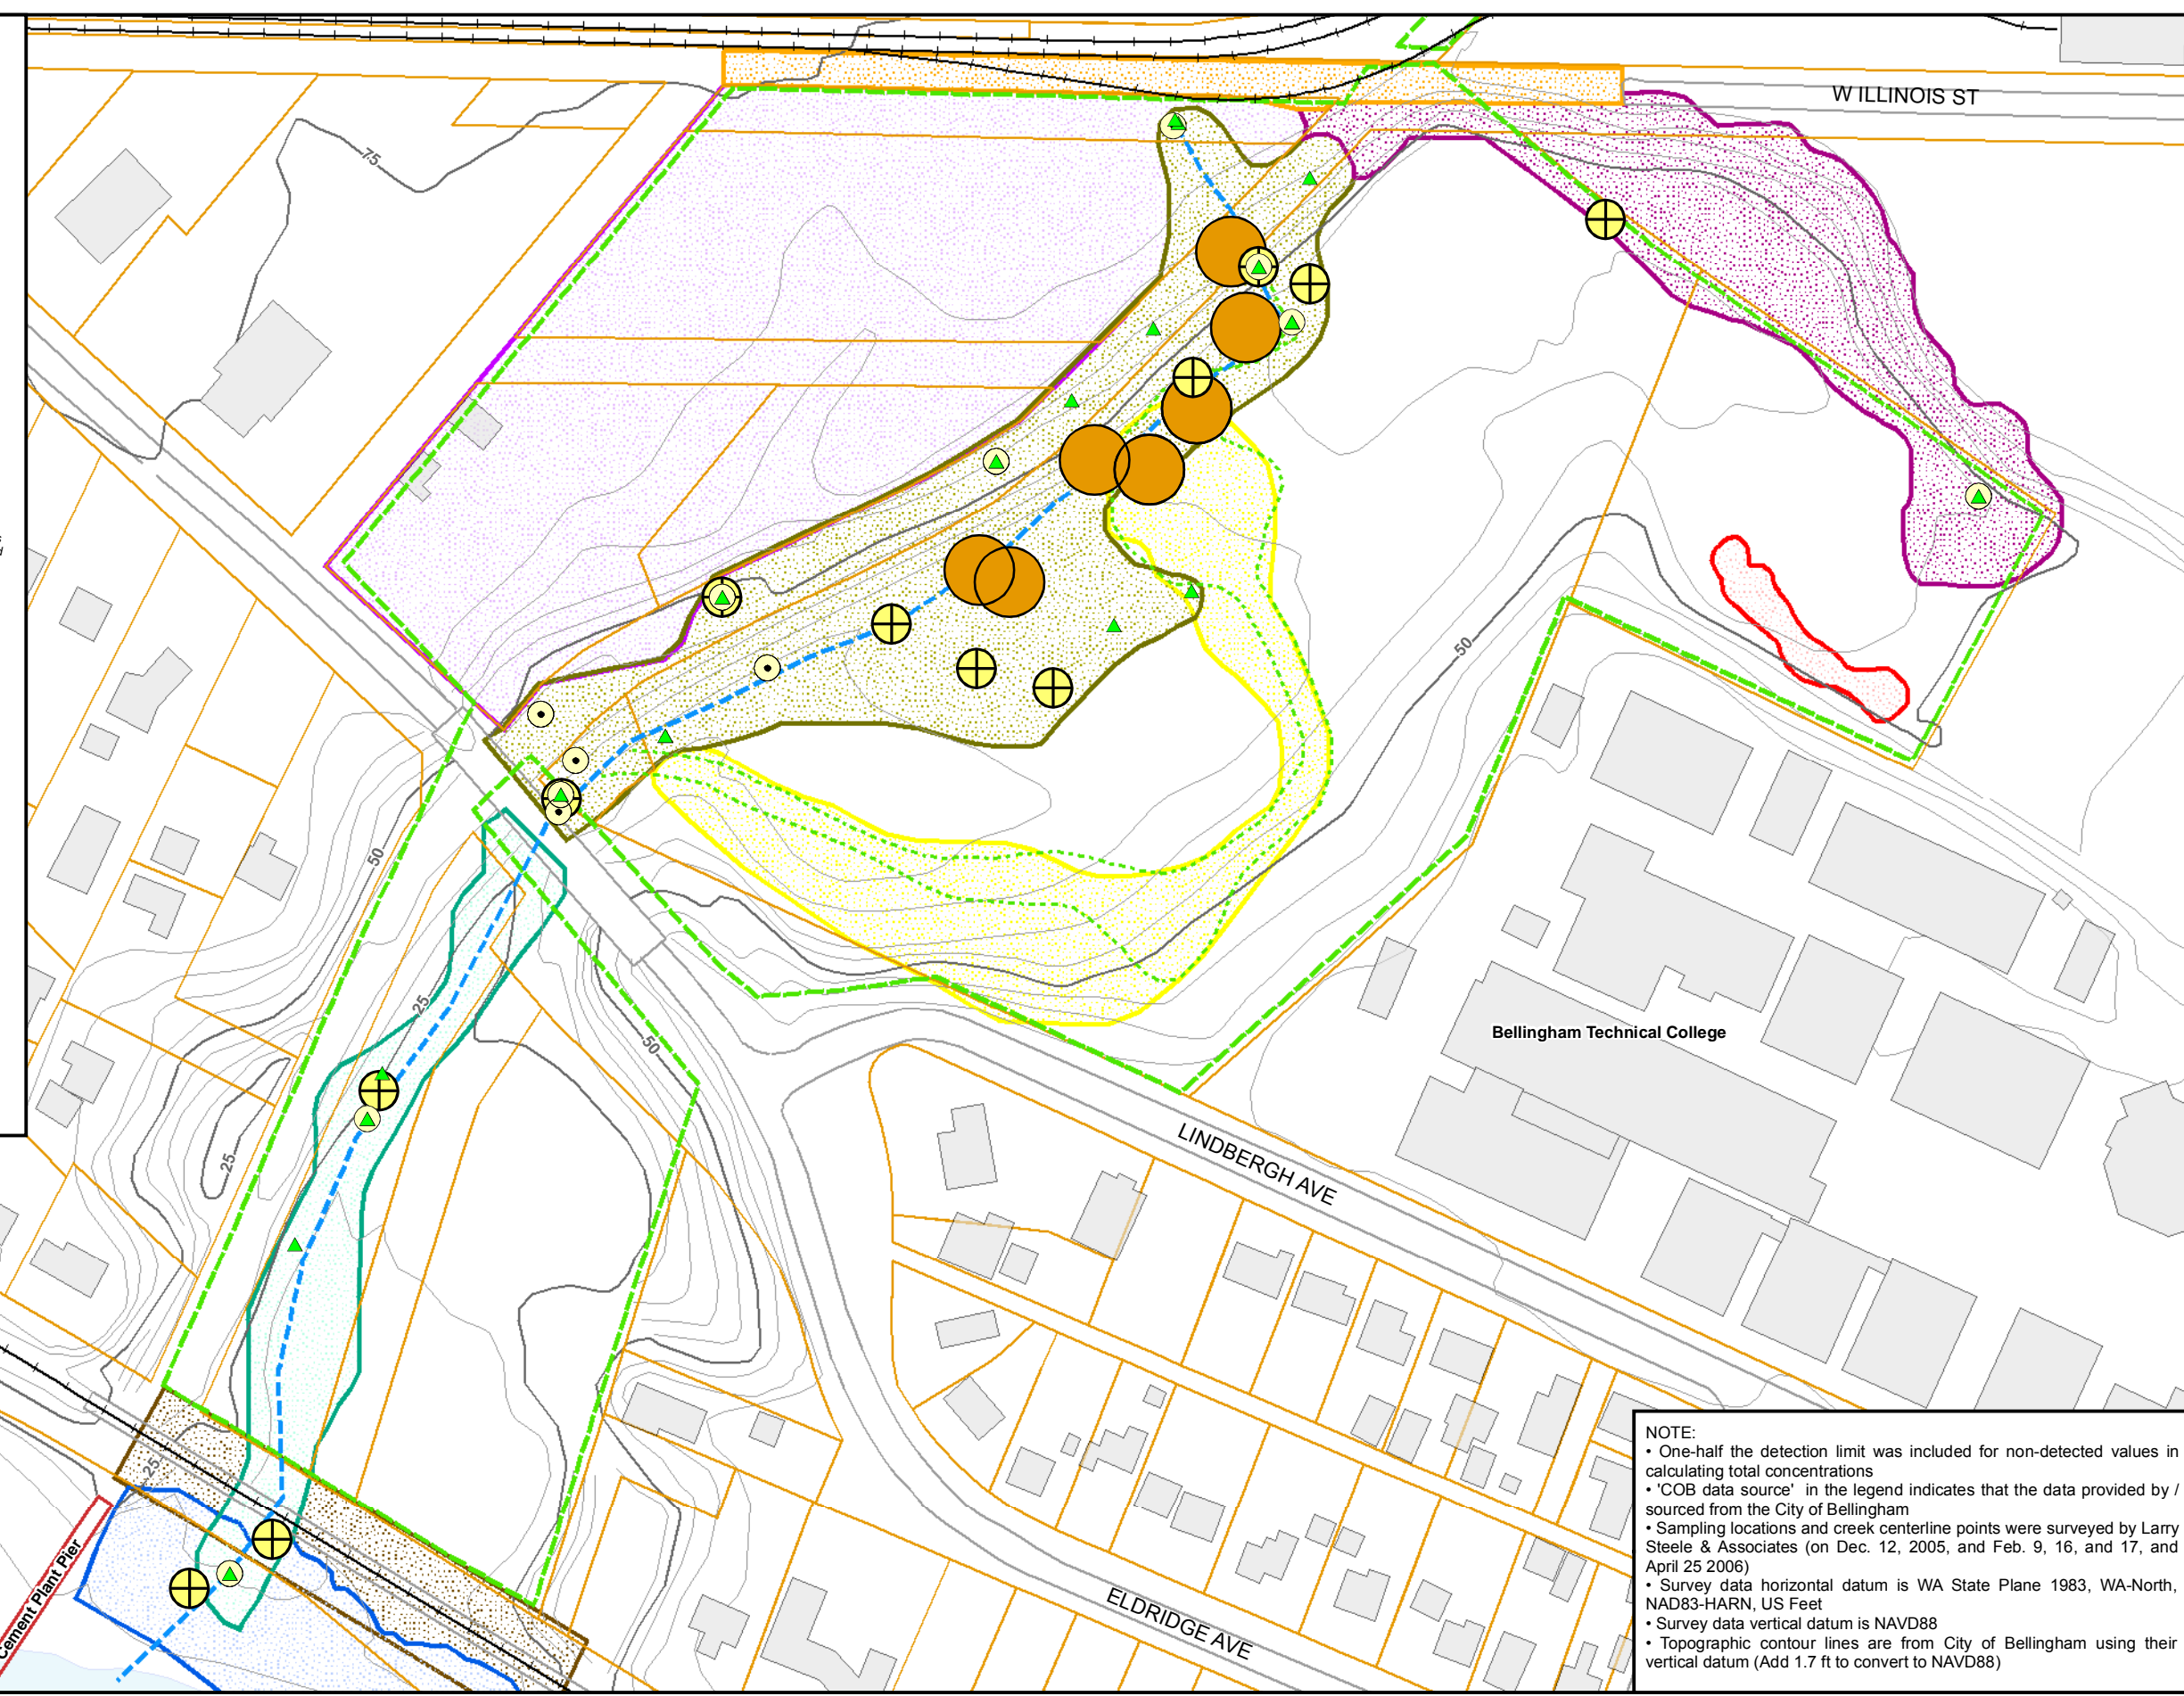 W ILLINOIS ST
75
50
50
25
50
25
25
Bellingham Technical College
LINDBERGH AVE
ELDRIDGE AVE
Cement Plant Pier
NOTE:
• One-half the detection limit was included for non-detected values in
calculating total concentrations
• 'COB data source' in the legend indicates that the data provided by /
sourced from the City of Bellingham
• Sampling locations and creek centerline points were surveyed by Larry
Steele & Associates (on Dec. 12, 2005, and Feb. 9, 16, and 17, and
April 25 2006)
• Survey data horizontal datum is WA State Plane 1983, WA-North,
NAD83-HARN, US Feet
• Survey data vertical datum is NAVD88
• Topographic contour lines are from City of Bellingham using their
vertical datum (Add 1.7 ft to convert to NAVD88)